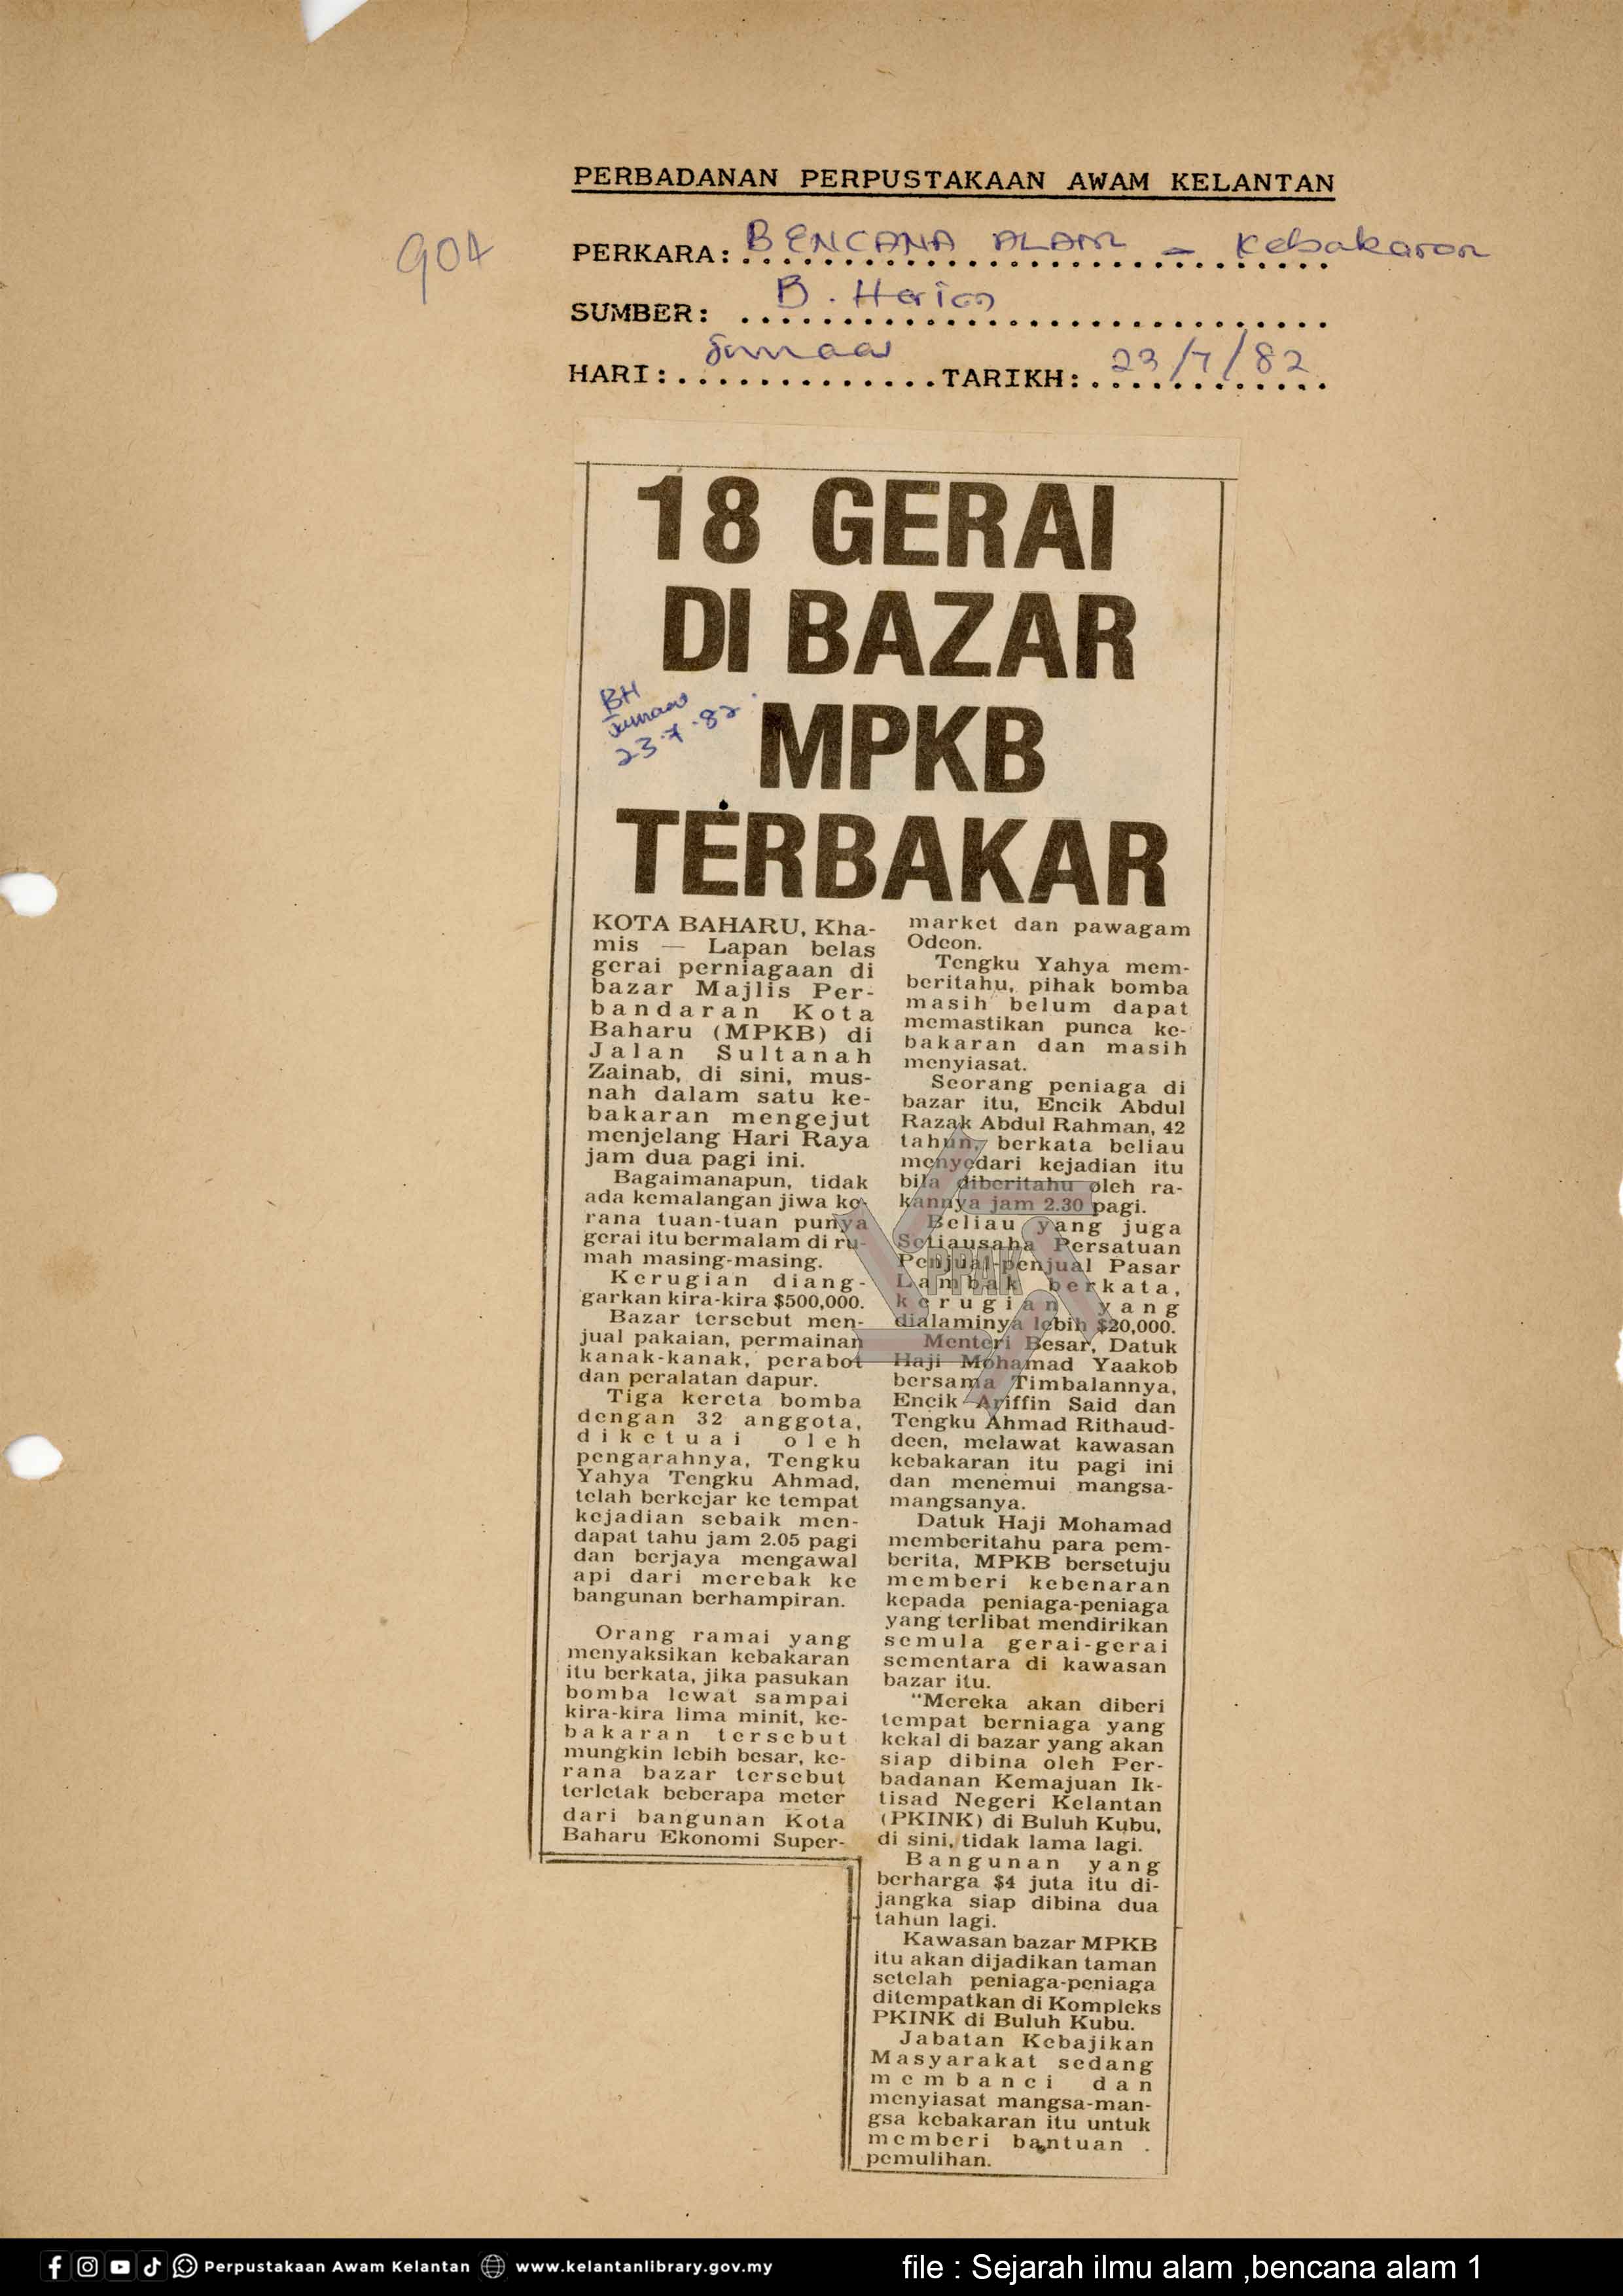 PERBADANAN PERPUSTAKAAN AWAM KELANTAN
904
PERKARA: BENCANA ALAM - Kebakaran
SUMBER: B. Harian
HARI: Jumaat TARIKH: 23/7/82
18 GERAI
DI BAZAR
MPKB
TERBAKAR
BH
Jumaat
23.7.82
KOTA BAHARU, Kha-
mis — Lapan belas
gerai perniagaan di
bazar Majlis Per-
bandaran Kota
Baharu (MPKB) di
Jalan Sultanah
Zainab, di sini, mus-
nah dalam satu ke-
bakaran mengejut
menjelang Hari Raya
jam dua pagi ini.
Bagaimanapun, tidak
ada kemalangan jiwa ke-
rana tuan-tuan punya
gerai itu bermalam di ru-
mah masing-masing.
Kerugian diang-
garkan kira-kira $500,000.
Bazar tersebut men-
jual pakaian, permainan
kanak-kanak, perabot
dan peralatan dapur.
Tiga kereta bomba
dengan 32 anggota,
diketuai oleh
pengarahnya, Tengku
Yahya Tengku Ahmad,
telah berkejar ke tempat
kejadian sebaik men-
dapat tahu jam 2.05 pagi
dan berjaya mengawal
api dari merebak ke
bangunan berhampiran.
Orang ramai yang
menyaksikan kebakaran
itu berkata, jika pasukan
bomba lewat sampai
kira-kira lima minit, ke-
bakaran tersebut
mungkin lebih besar, ke-
rana bazar tersebut
terletak beberapa meter
dari bangunan Kota
Baharu Ekonomi Super-
market dan pawagam
Odeon.
Tengku Yahya mem-
beritahu, pihak bomba
masih belum dapat
memastikan punca ke-
bakaran dan masih
menyiasat.
Seorang peniaga di
bazar itu, Encik Abdul
Razak Abdul Rahman, 42
tahun, berkata beliau
menyedari kejadian itu
bila diberitahu oleh ra-
kannya jam 2.30 pagi.
Beliau yang juga
Setiausaha Persatuan
Penjual-penjual Pasar
Lambak berkata,
kerugian yang
dialaminya lebih $20,000.
Menteri Besar, Datuk
Haji Mohamad Yaakob
bersama Timbalannya,
Encik Ariffin Said dan
Tengku Ahmad Rithaud-
deen, melawat kawasan
kebakaran itu pagi ini
dan menemui mangsa-
mangsanya.
Datuk Haji Mohamad
memberitahu para pem-
berita, MPKB bersetuju
memberi kebenaran
kepada peniaga-peniaga
yang terlibat mendirikan
semula gerai-gerai
sementara di kawasan
bazar itu.
"Mereka akan diberi
tempat berniaga yang
kekal di bazar yang akan
siap dibina oleh Per-
badanan Kemajuan Ik-
tisad Negeri Kelantan
(PKINK) di Buluh Kubu,
di sini, tidak lama lagi.
Bangunan yang
berharga $4 juta itu di-
jangka siap dibina dua
tahun lagi.
Kawasan bazar MPKB
itu akan dijadikan taman
setelah peniaga-peniaga
ditempatkan di Kompleks
PKINK di Buluh Kubu.
Jabatan Kebajikan
Masyarakat sedang
membanci dan
menyiasat mangsa-man-
gsa kebakaran itu untuk
memberi bantuan
pemulihan.
PPAK
Perpustakaan Awam Kelantan www.kelantanlibrary.gov.my
file : Sejarah ilmu alam ,bencana alam 1